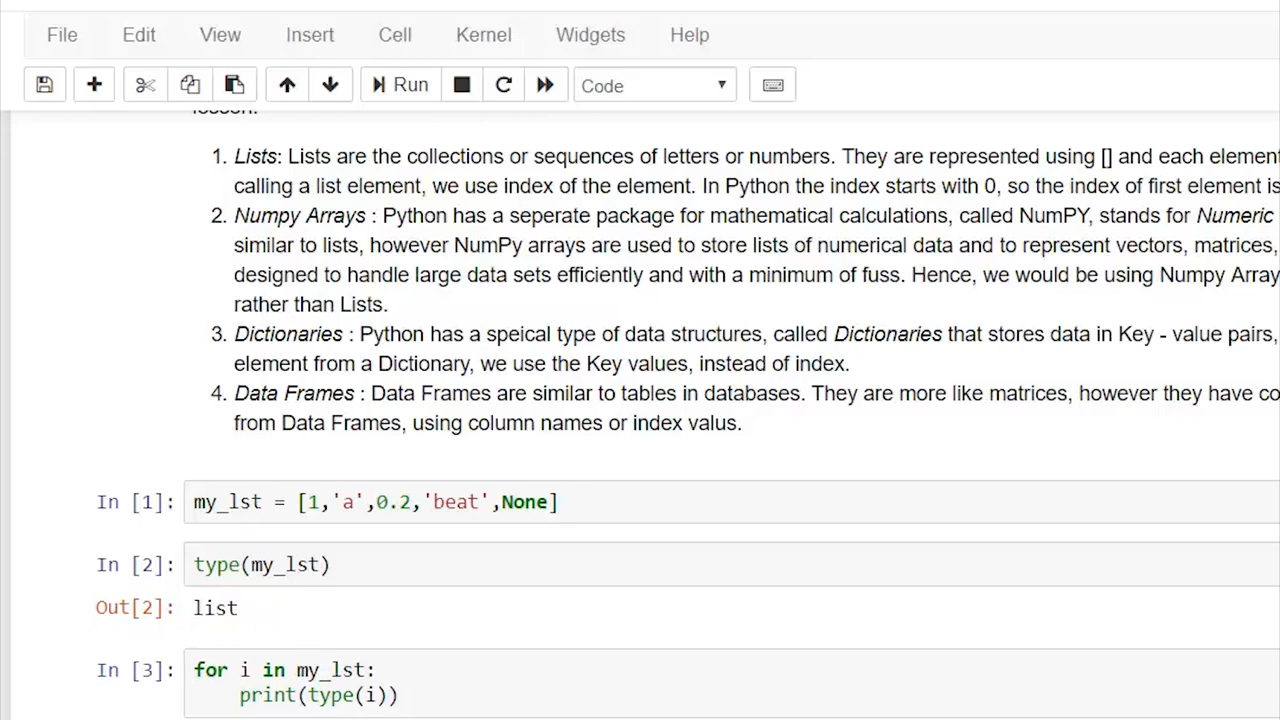 File Edit View Insert Cell Kernel Widgets Help
Run Code
lesson.
1. Lists: Lists are the collections or sequences of letters or numbers. They are represented using [] and each element
calling a list element, we use index of the element. In Python the index starts with 0, so the index of first element is
2. Numpy Arrays : Python has a seperate package for mathematical calculations, called NumPY, stands for Numeric
similar to lists, however NumPy arrays are used to store lists of numerical data and to represent vectors, matrices,
designed to handle large data sets efficiently and with a minimum of fuss. Hence, we would be using Numpy Array
rather than Lists.
3. Dictionaries : Python has a speical type of data structures, called Dictionaries that stores data in Key - value pairs,
element from a Dictionary, we use the Key values, instead of index.
4. Data Frames : Data Frames are similar to tables in databases. They are more like matrices, however they have co
from Data Frames, using column names or index valus.
In [1]: my_lst = [1,'a',0.2,'beat',None]
In [2]: type(my_lst)
Out[2]: list
In [3]: for i in my_lst:
print(type(i))